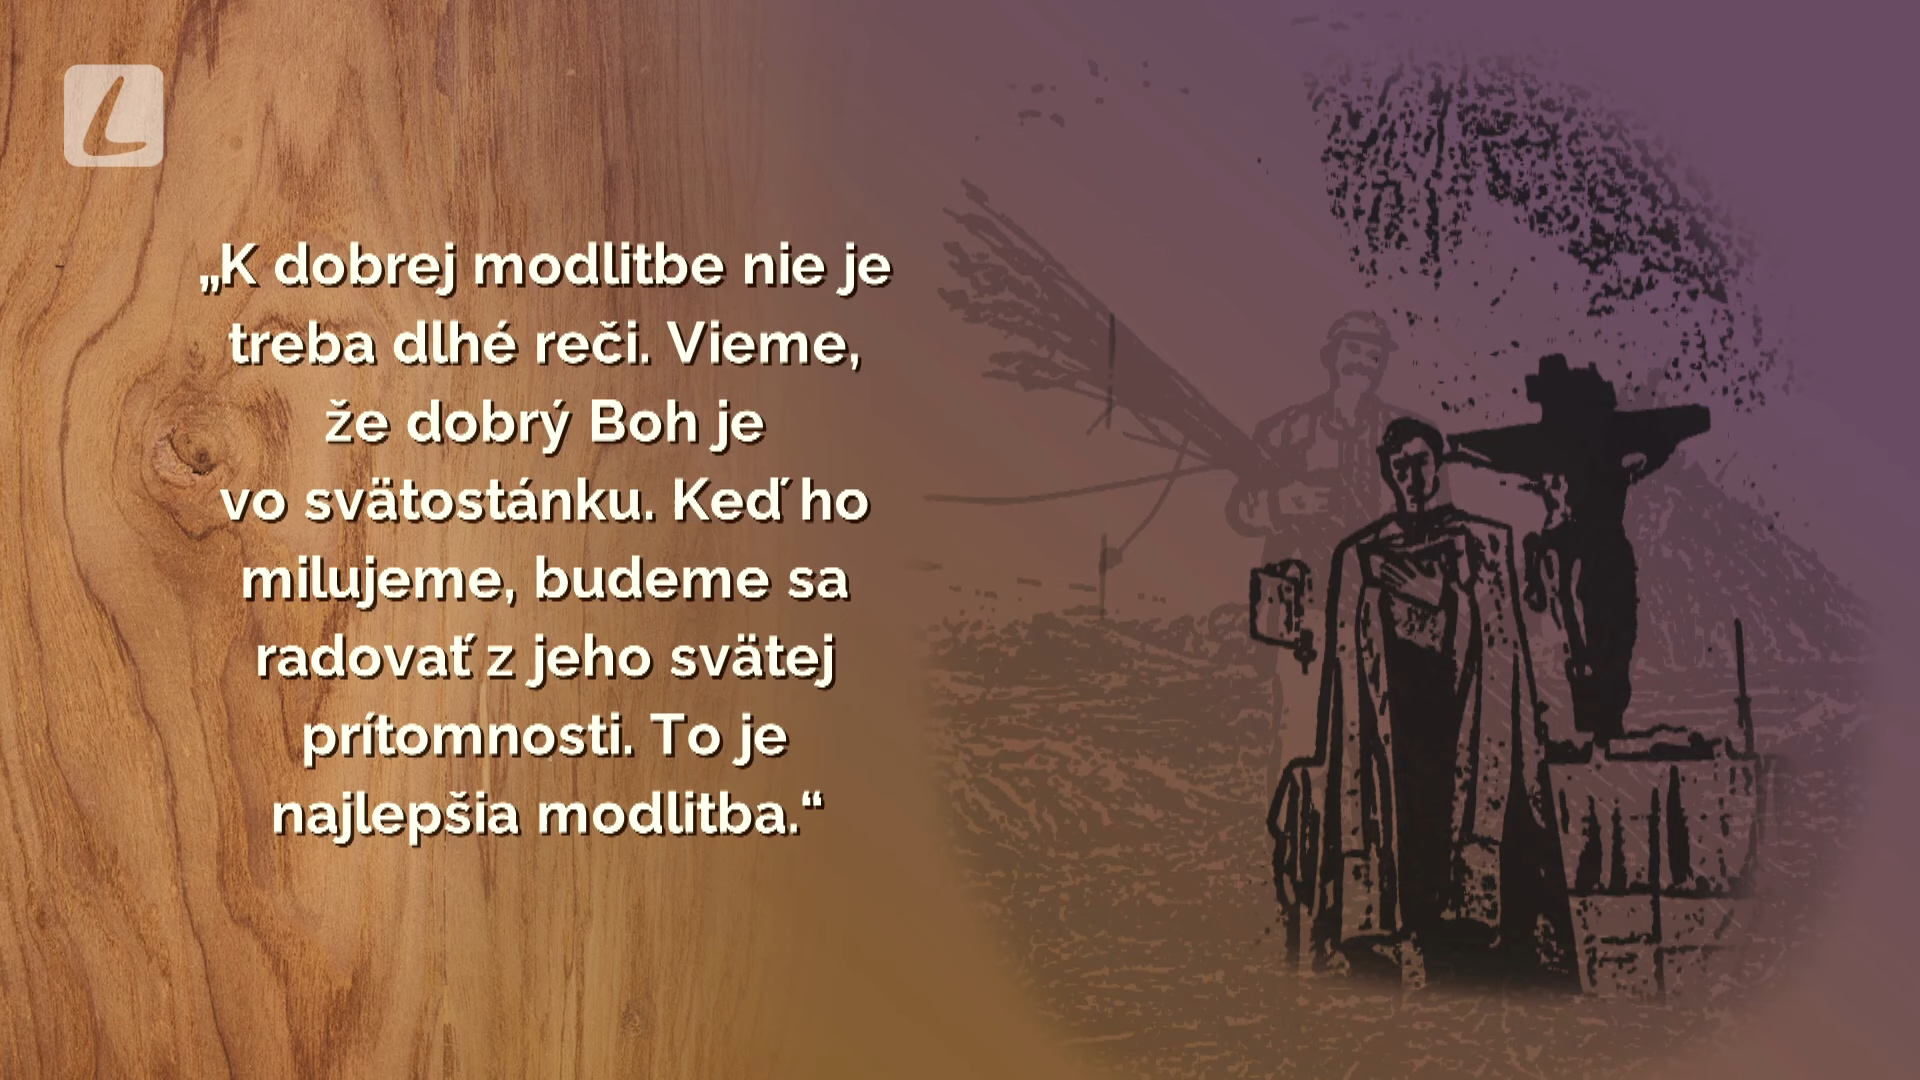 L
„K dobrej modlitbe nie je
treba dlhé reči. Vieme,
že dobrý Boh je
vo svätostánku. Keď ho
milujeme, budeme sa
radovať z jeho svätej
prítomnosti. To je
najlepšia modlitba.“